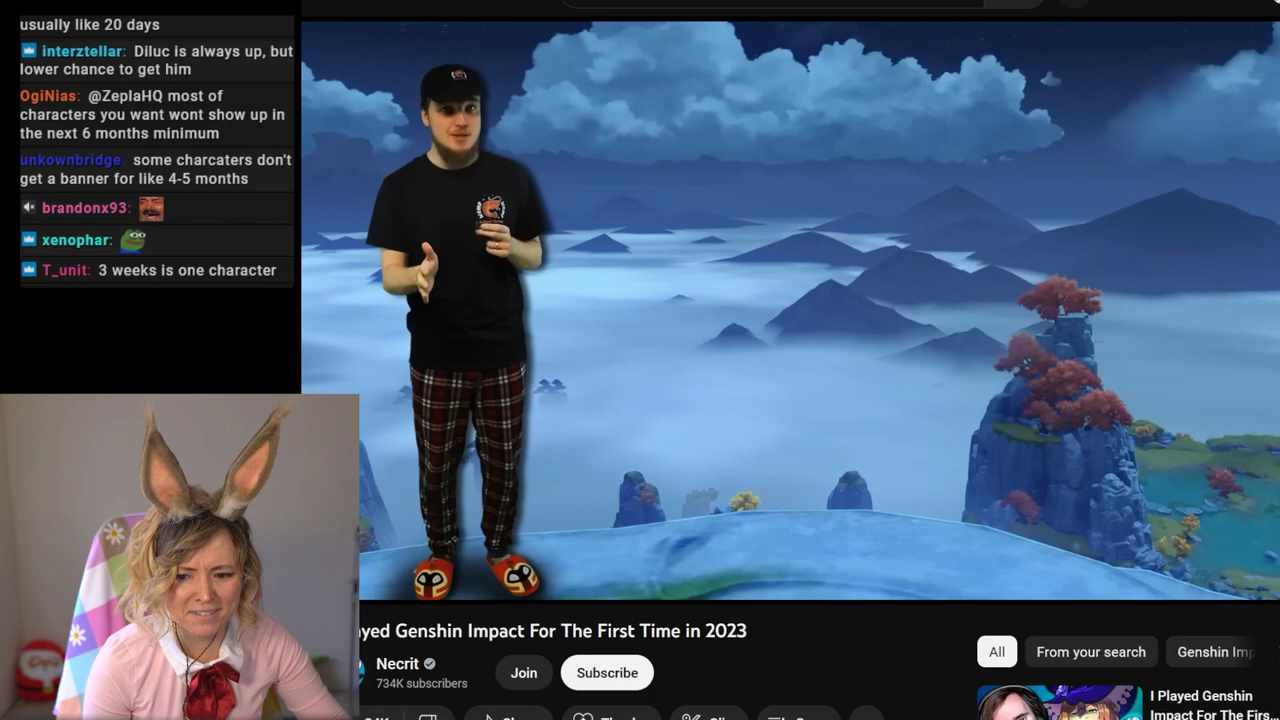 usually like 20 days
interztellar: Diluc is always up, but
lower chance to get him
OgiNias: @ZeplaHQ most of
characters you want wont show up in
the next 6 months minimum
unkownbridge: some charcaters don't
get a banner for like 4-5 months
brandonx93:
xenophar:
T_unit: 3 weeks is one character
yed Genshin Impact For The First Time in 2023
Necrit
734K subscribers
Join
Subscribe
All
From your search
Genshin Imp
I Played Genshin
Impact For The Firs